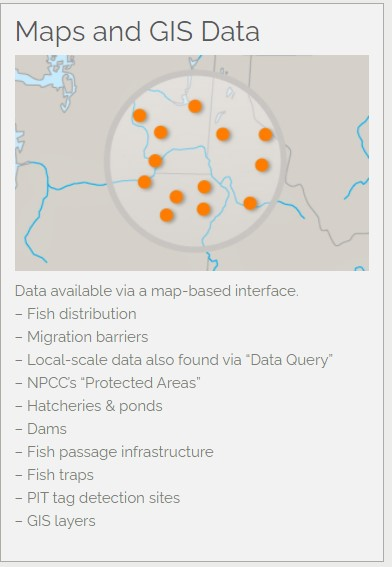 Maps and GIS Data
Data available via a map-based interface.
– Fish distribution
– Migration barriers
– Local-scale data also found via “Data Query”
– NPCC’s “Protected Areas”
– Hatcheries & ponds
– Dams
– Fish passage infrastructure
– Fish traps
– PIT tag detection sites
– GIS layers